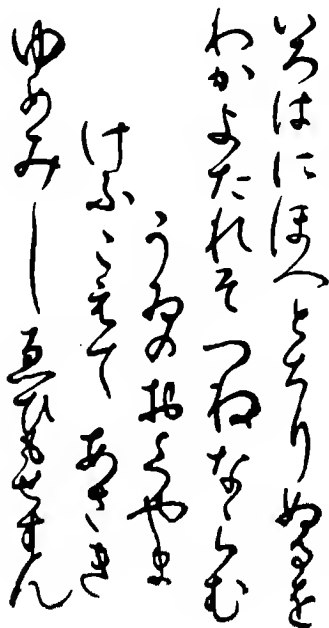 いろはにほへとちりぬるを
わかよたれそつねならむ
うゐのおくやま
けふこえてあさき
ゆめみしゑひもせすん